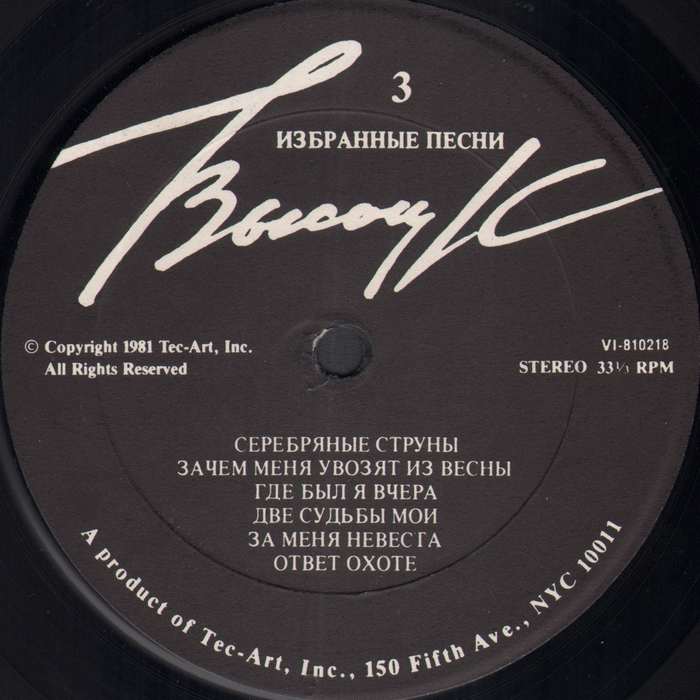 3
ИЗБРАННЫЕ ПЕСНИ
Высоцк
© Copyright 1981 Tec-Art, Inc.
All Rights Reserved
VI-810218
STEREO 33⅓ RPM
СЕРЕБРЯНЫЕ СТРУНЫ
ЗАЧЕМ МЕНЯ УВОЗЯТ ИЗ ВЕСНЫ
ГДЕ БЫЛ Я ВЧЕРА
ДВЕ СУДЬБЫ МОИ
ЗА МЕНЯ НЕВЕСТА
ОТВЕТ ОХОТЕ
A product of Tec-Art, Inc., 150 Fifth Ave., NYC 10011